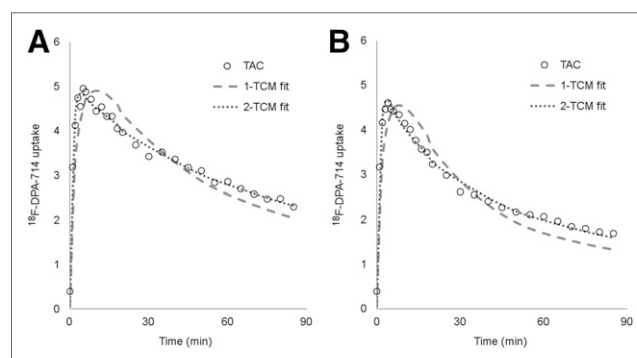 A
6
5
4
3
2
1
0
¹⁸F-DPA-714 uptake
TAC
1-TCM fit
2-TCM fit
0 30 60 90
Time (min)
B
6
5
4
3
2
1
0
¹⁸F-DPA-714 uptake
TAC
1-TCM fit
2-TCM fit
0 30 60 90
Time (min)